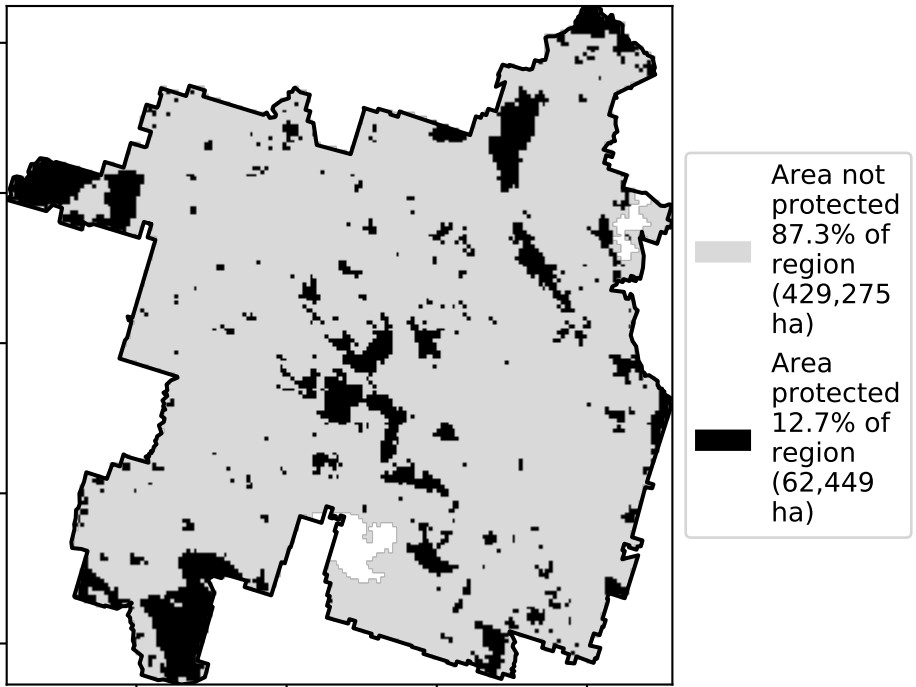 Area not
protected
87.3% of
region
(429,275
ha)
Area
protected
12.7% of
region
(62,449
ha)